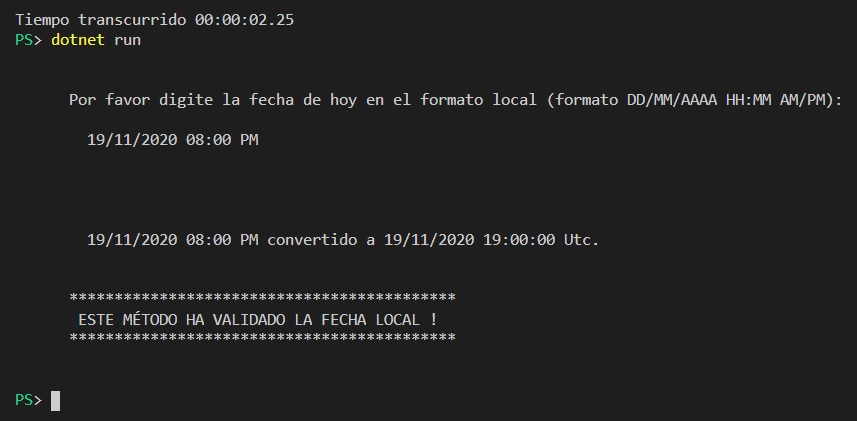 Tiempo transcurrido 00:00:02.25
PS> dotnet run
Por favor digite la fecha de hoy en el formato local (formato DD/MM/AAAA HH:MM AM/PM):
19/11/2020 08:00 PM
19/11/2020 08:00 PM convertido a 19/11/2020 19:00:00 Utc.
*******************************************
ESTE MÉTODO HA VALIDADO LA FECHA LOCAL !
*******************************************
PS>